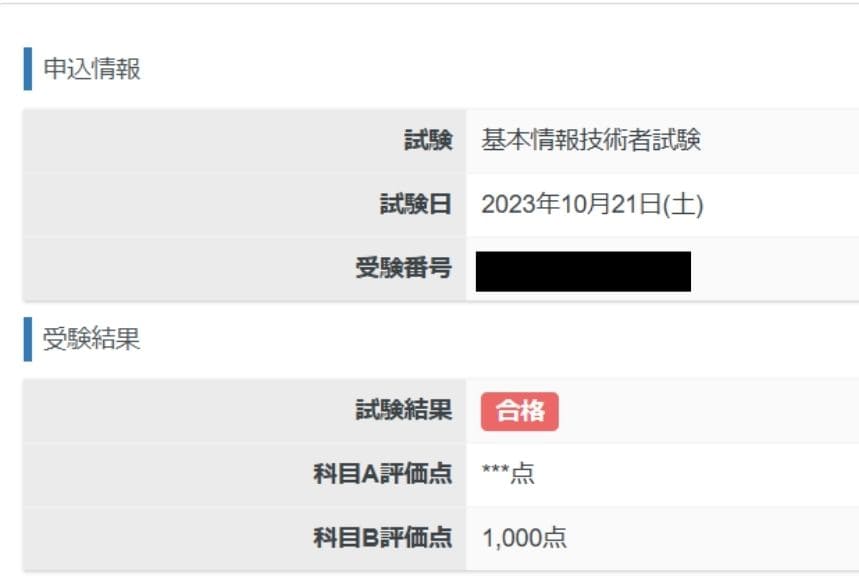 申込情報
試験 基本情報技術者試験
試験日 2023年10月21日(土)
受験番号
受験結果
試験結果 合格
科目A評価点 ***点
科目B評価点 1,000点